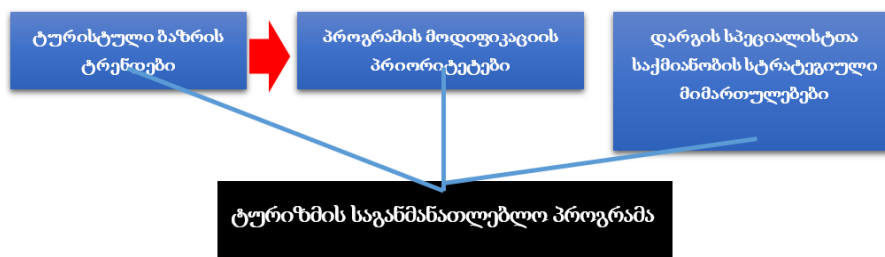 ტურისტული ბაზრის
ტრენდები
პროგრამის მოდიფიკაციის
პრიორიტეტები
დარგის სპეციალისტთა
საქმიანობის სტრატეგიული
მიმართულებები
ტურიზმის საგანმანათლებლო პროგრამა